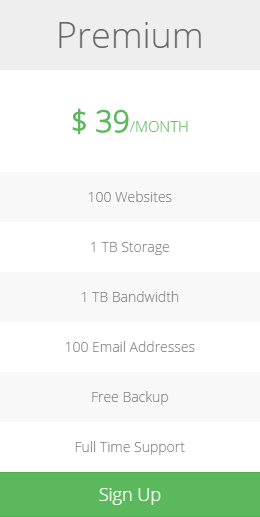 Premium
$ 39/MONTH
100 Websites
1 TB Storage
1 TB Bandwidth
100 Email Addresses
Free Backup
Full Time Support
Sign Up